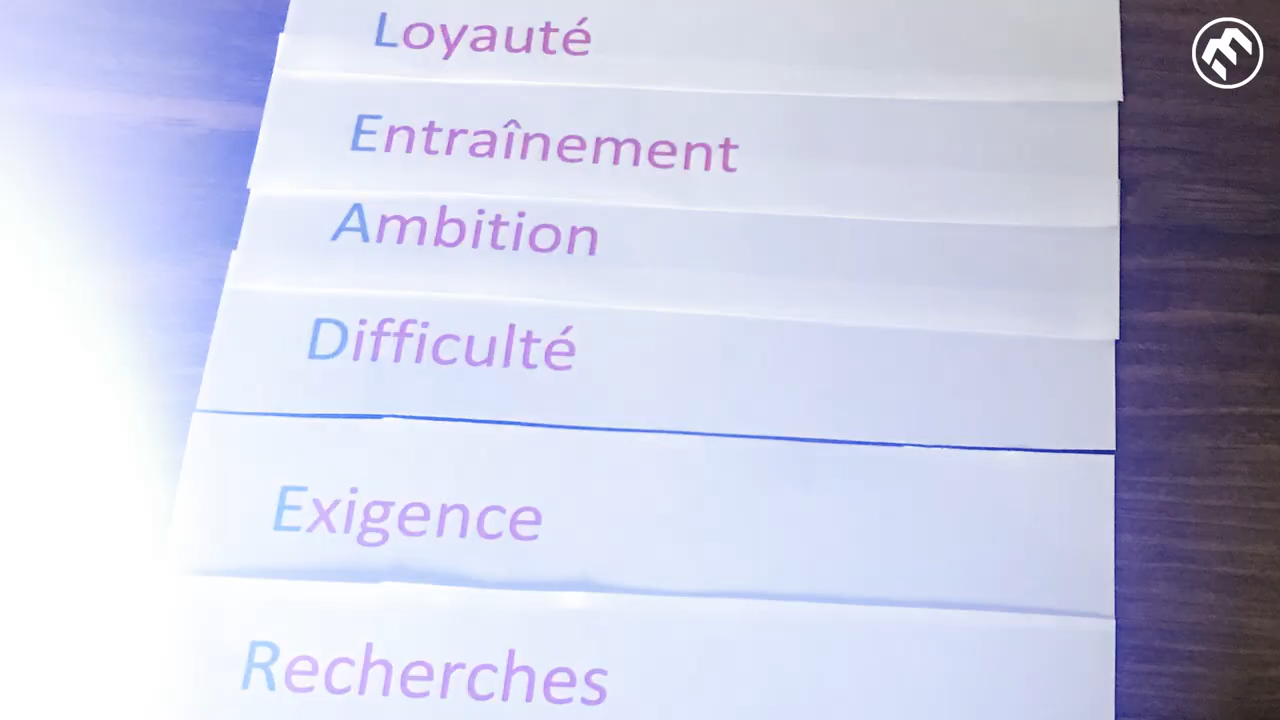 Loyauté
Entraînement
Ambition
Difficulté
Exigence
Recherches